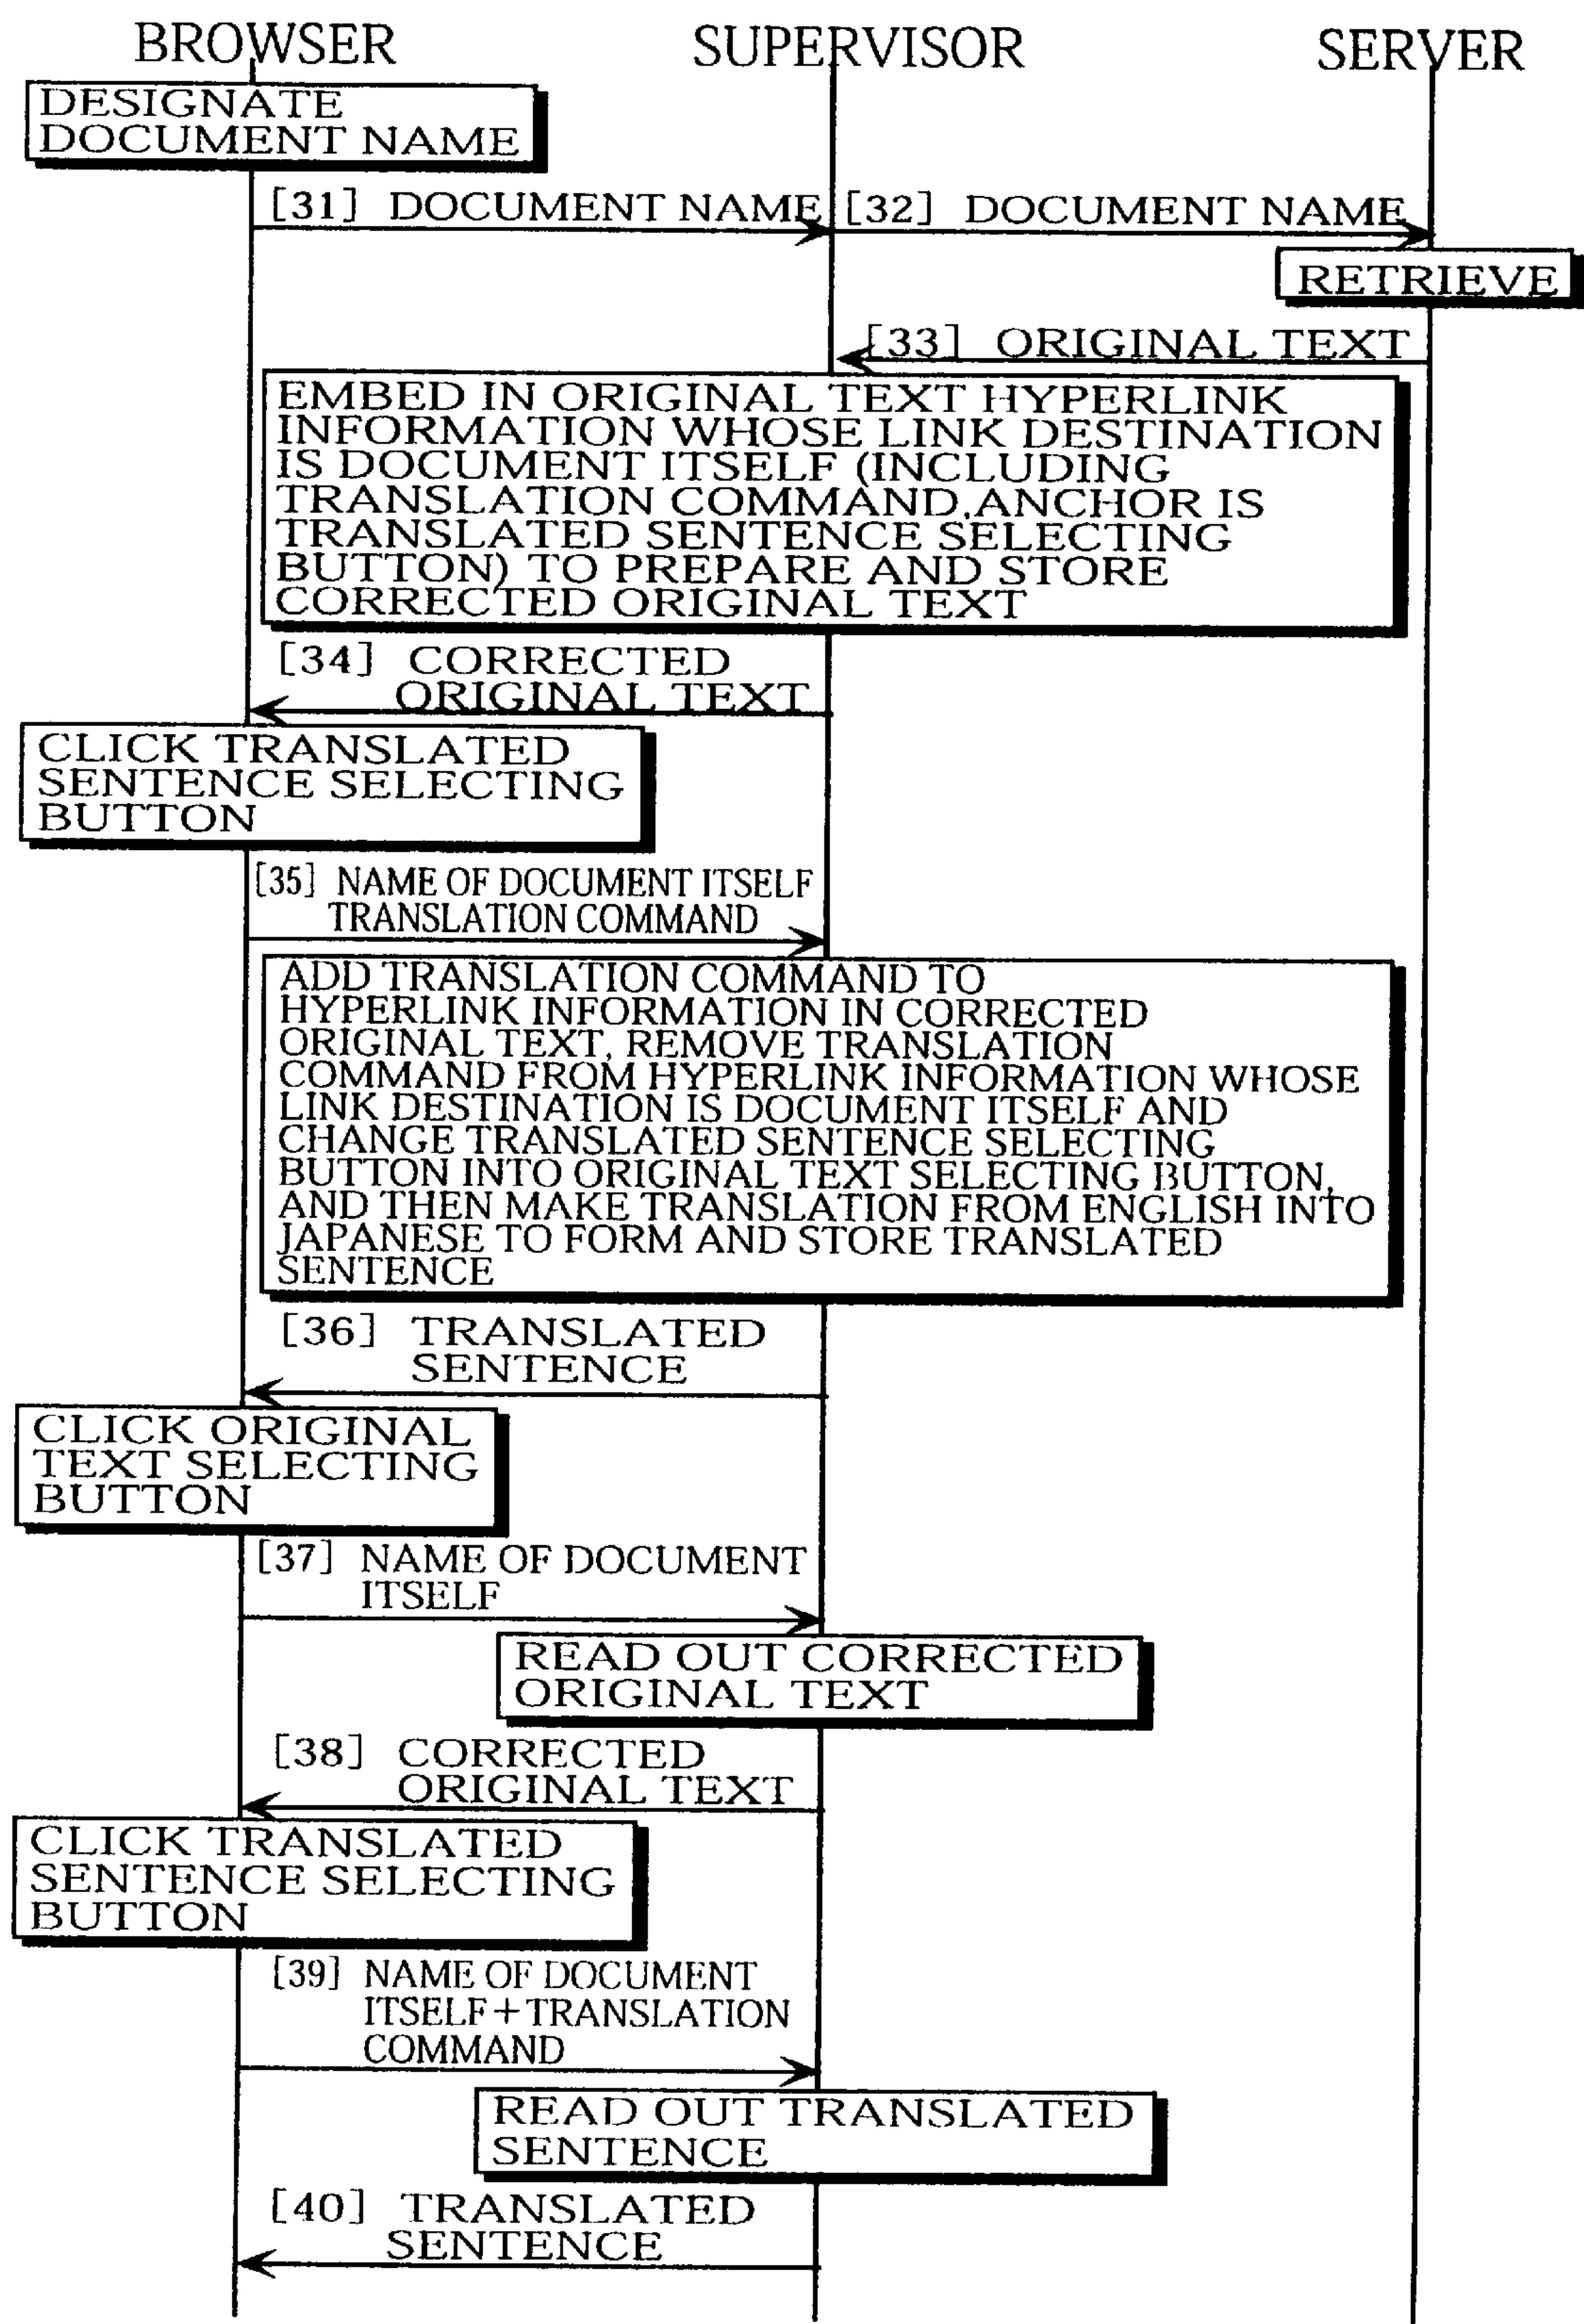 BROWSER SUPERVISOR SERVER
DESIGNATE
DOCUMENT NAME
[31] DOCUMENT NAME [32] DOCUMENT NAME
RETRIEVE
[33] ORIGINAL TEXT
EMBED IN ORIGINAL TEXT HYPERLINK
INFORMATION WHOSE LINK DESTINATION
IS DOCUMENT ITSELF (INCLUDING
TRANSLATION COMMAND, ANCHOR IS
TRANSLATED SENTENCE SELECTING
BUTTON) TO PREPARE AND STORE
CORRECTED ORIGINAL TEXT
[34] CORRECTED
ORIGINAL TEXT
CLICK TRANSLATED
SENTENCE SELECTING
BUTTON
[35] NAME OF DOCUMENT ITSELF
TRANSLATION COMMAND
ADD TRANSLATION COMMAND TO
HYPERLINK INFORMATION IN CORRECTED
ORIGINAL TEXT, REMOVE TRANSLATION
COMMAND FROM HYPERLINK INFORMATION WHOSE
LINK DESTINATION IS DOCUMENT ITSELF AND
CHANGE TRANSLATED SENTENCE SELECTING
BUTTON INTO ORIGINAL TEXT SELECTING BUTTON,
AND THEN MAKE TRANSLATION FROM ENGLISH INTO
JAPANESE TO FORM AND STORE TRANSLATED
SENTENCE
[36] TRANSLATED
SENTENCE
CLICK ORIGINAL
TEXT SELECTING
BUTTON
[37] NAME OF DOCUMENT
ITSELF
READ OUT CORRECTED
ORIGINAL TEXT
[38] CORRECTED
ORIGINAL TEXT
CLICK TRANSLATED
SENTENCE SELECTING
BUTTON
[39] NAME OF DOCUMENT
ITSELF+TRANSLATION
COMMAND
READ OUT TRANSLATED
SENTENCE
[40] TRANSLATED
SENTENCE